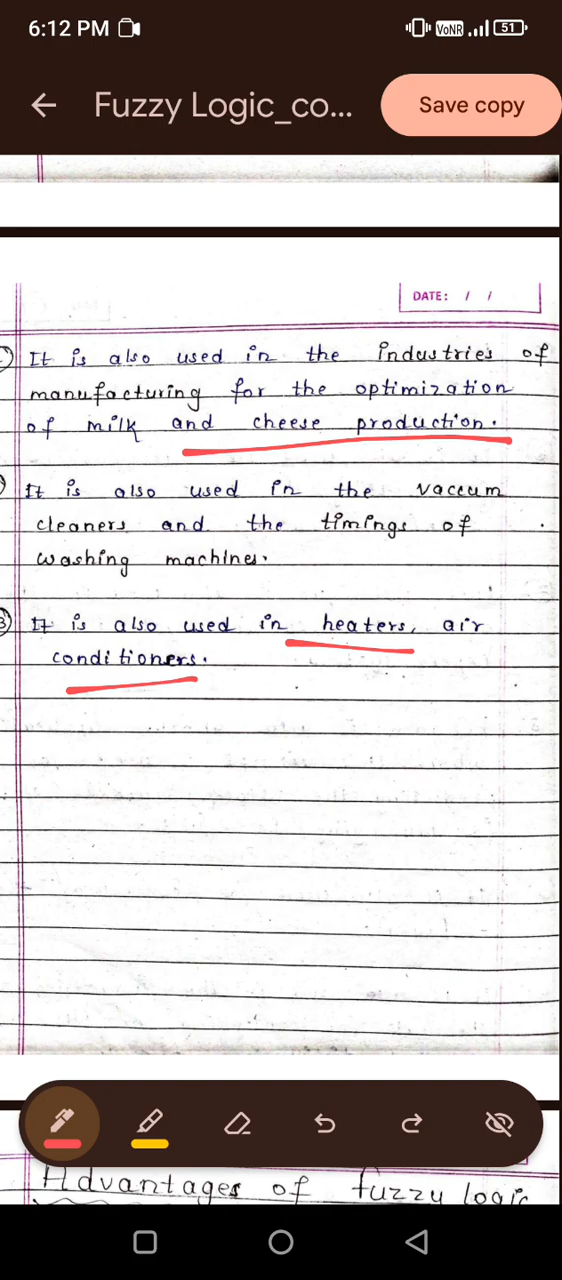 6:12 PM
VoNR 51
Fuzzy Logic_co...
Save copy
DATE: / /
It is also used in the industries of
manufacturing for the optimization
of milk and cheese production.
It is also used in the vaccum
cleaners and the timings of
washing machines.
3 It is also used in heaters, air
conditioners.
Advantages of fuzzy logic